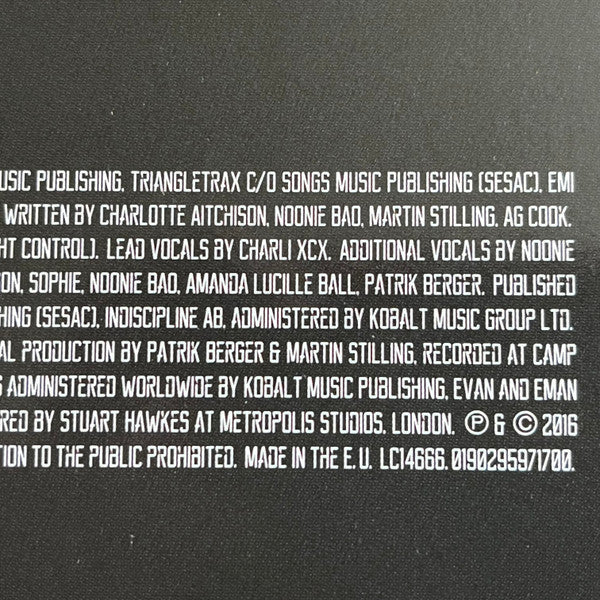 USIC PUBLISHING, TRIANGLETRAX C/O SONGS MUSIC PUBLISHING (SESAC), EMI
WRITTEN BY CHARLOTTE AITCHISON, NOONIE BAO, MARTIN STILLING, AG COOK.
HT CONTROL). LEAD VOCALS BY CHARLI XCX. ADDITIONAL VOCALS BY NOONIE
ON, SOPHIE, NOONIE BAO, AMANDA LUCILLE BALL, PATRIK BERGER. PUBLISHED
HING (SESAC), INDISCIPLINE AB, ADMINISTERED BY KOBALT MUSIC GROUP LTD.
AL PRODUCTION BY PATRIK BERGER & MARTIN STILLING, RECORDED AT CAMP
S ADMINISTERED WORLDWIDE BY KOBALT MUSIC PUBLISHING, EVAN AND EMAN
RED BY STUART HAWKES AT METROPOLIS STUDIOS, LONDON. ℗ & © 2016
TION TO THE PUBLIC PROHIBITED. MADE IN THE E.U. LC14666. 0190295971700.